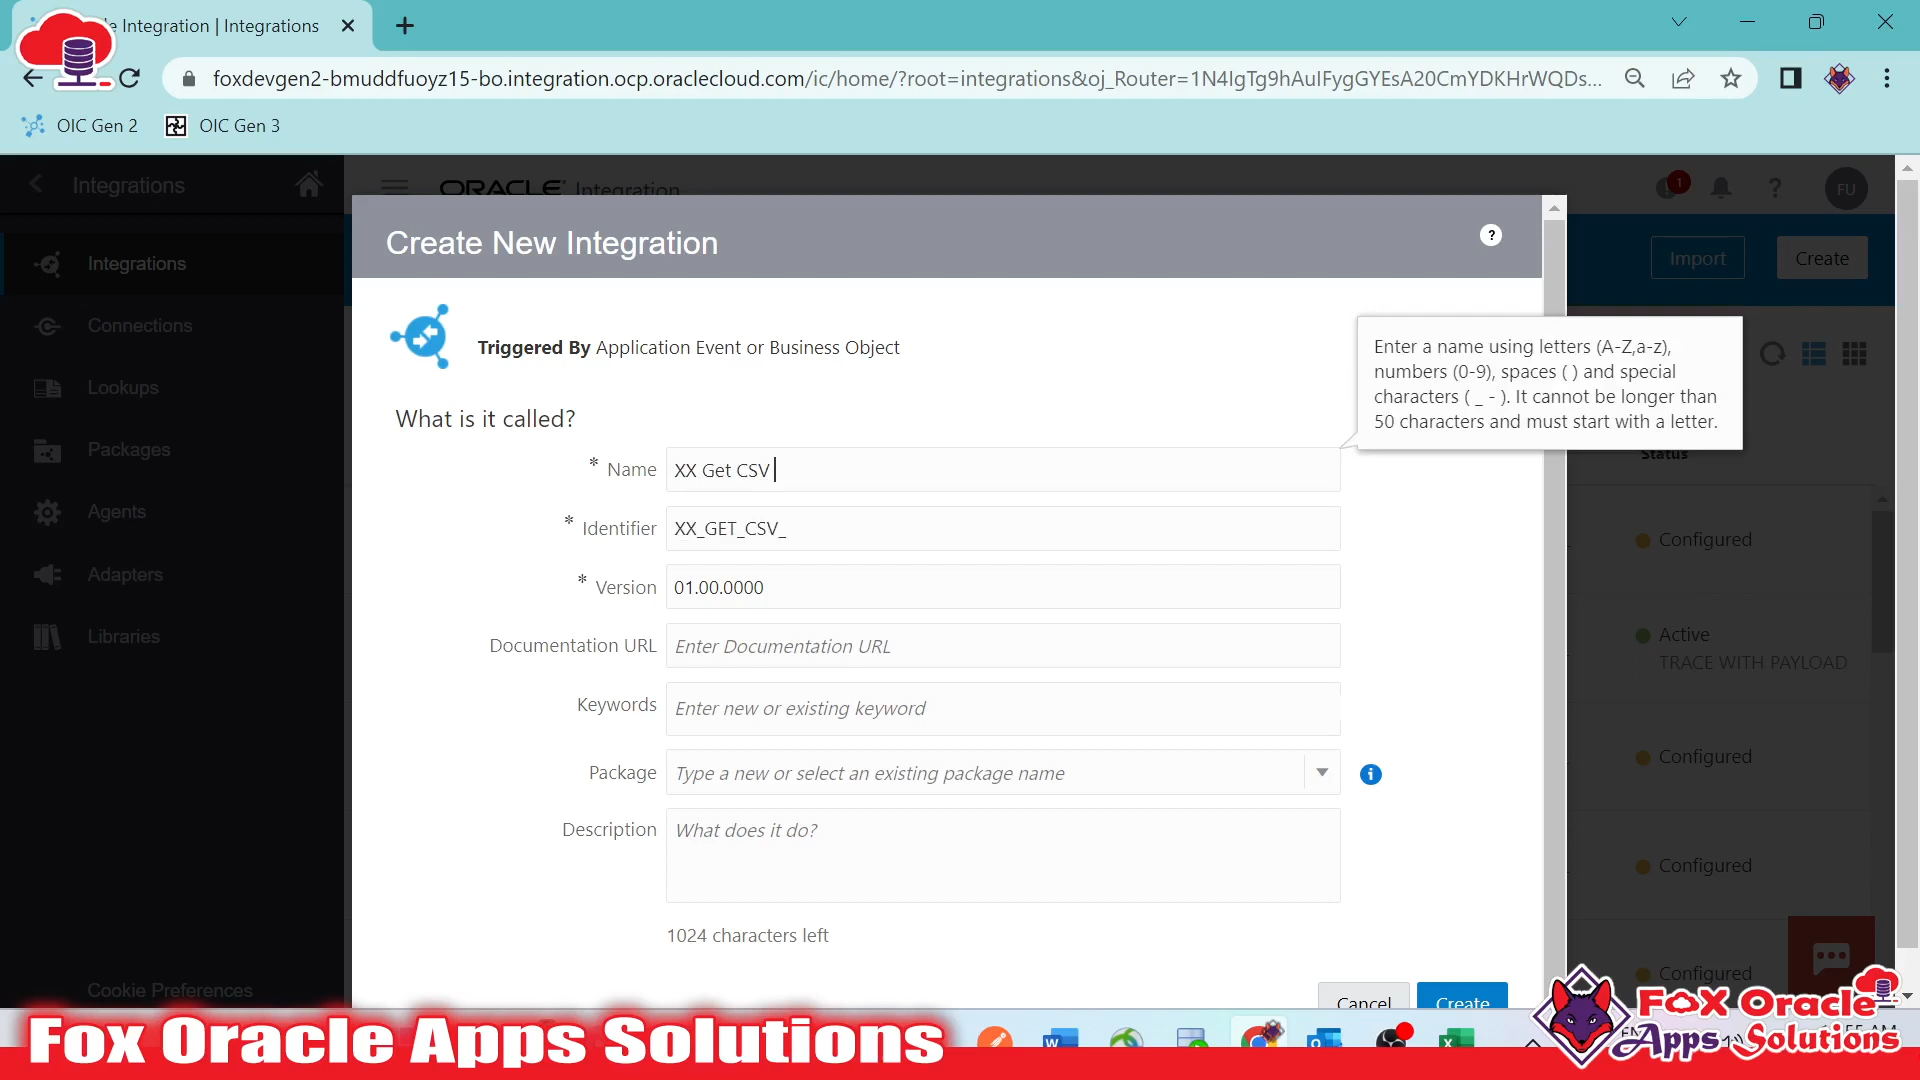 e Integration | Integrations
foxdevgen2-bmuddfuoyz15-bo.integration.ocp.oraclecloud.com/ic/home/?root=integrations&oj_Router=1N4IgTg9hAuIFygGYEsA20CmYDKHrWQDs...
OIC Gen 2
OIC Gen 3
Integrations
ORACLE Integration
1
?
FU
Create New Integration
?
Import
Create
Integrations
Triggered By Application Event or Business Object
Enter a name using letters (A-Z,a-z),
numbers (0-9), spaces ( ) and special
characters ( _ - ). It cannot be longer than
50 characters and must start with a letter.
Connections
Lookups
What is it called?
Packages
Status
* Name
XX Get CSV
Agents
* Identifier
XX_GET_CSV_
Configured
Adapters
* Version
01.00.0000
Libraries
Documentation URL
Enter Documentation URL
Active
TRACE WITH PAYLOAD
Keywords
Enter new or existing keyword
Package
Type a new or select an existing package name
Configured
Description
What does it do?
Configured
1024 characters left
Configured
Cookie Preferences
Cancel
Create
Fox Oracle Apps Solutions
Fox Oracle
Apps Solutions